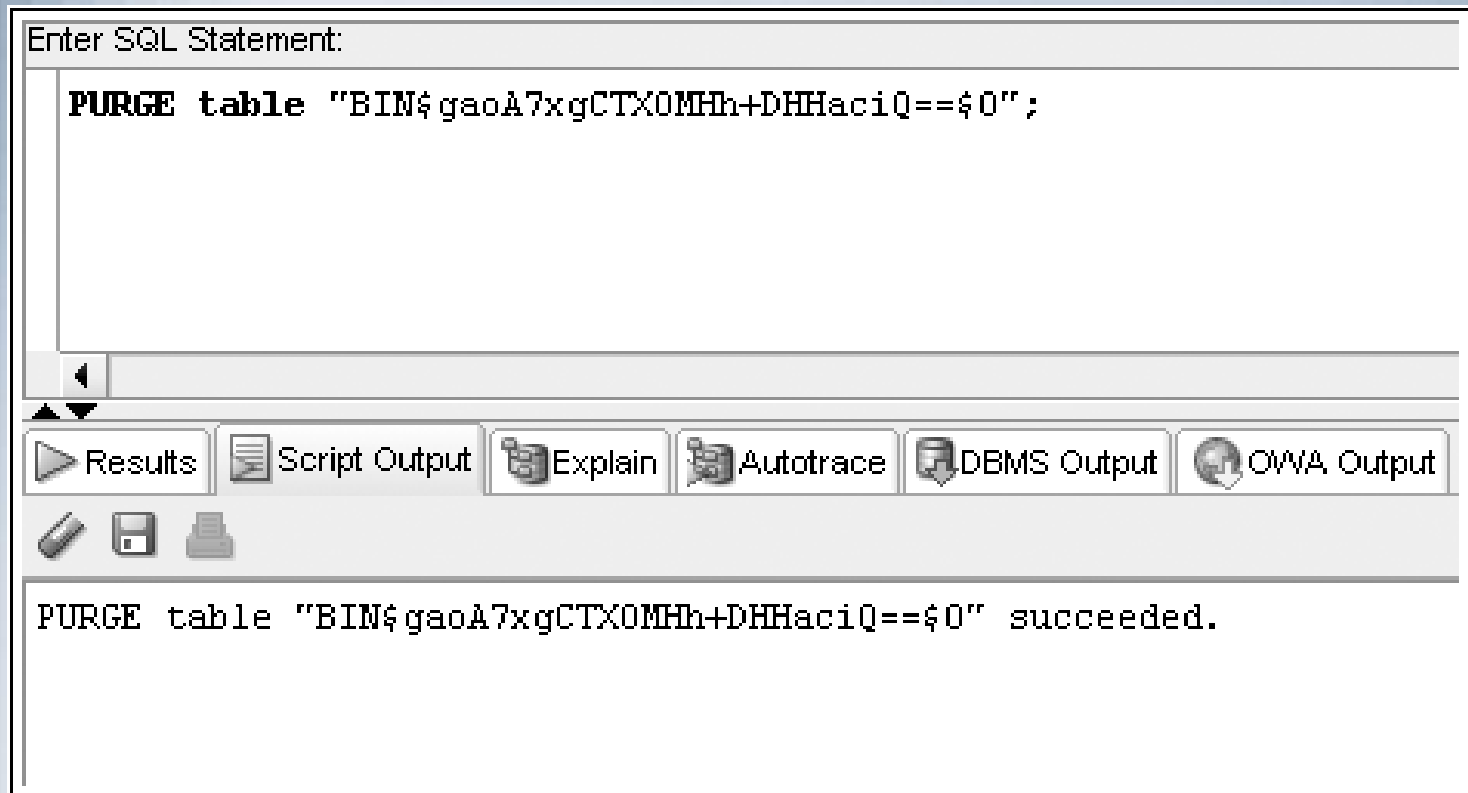 Enter SQL Statement:
PURGE table "BIN$gaoA7xgCTX0MHh+DHHaciQ==$0";
Results Script Output Explain Autotrace DBMS Output OWA Output
PURGE table "BIN$gaoA7xgCTX0MHh+DHHaciQ==$0" succeeded.